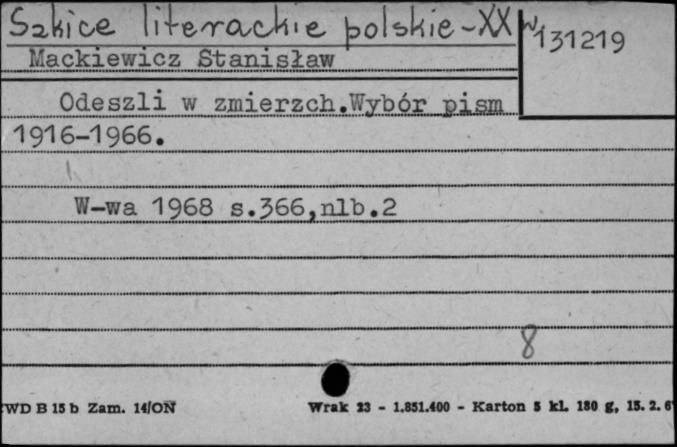 Szkice literackie polskie-XX w
131219
Mackiewicz Stanisław
Odeszli w zmierzch.Wybór pism
1916-1966.
W-wa 1968 s.366,nlb.2
8
WD B 15 b Zam. 14/ON
Wrak 23 - 1.851.400 - Karton 5 kl. 180 g, 15. 2. 6